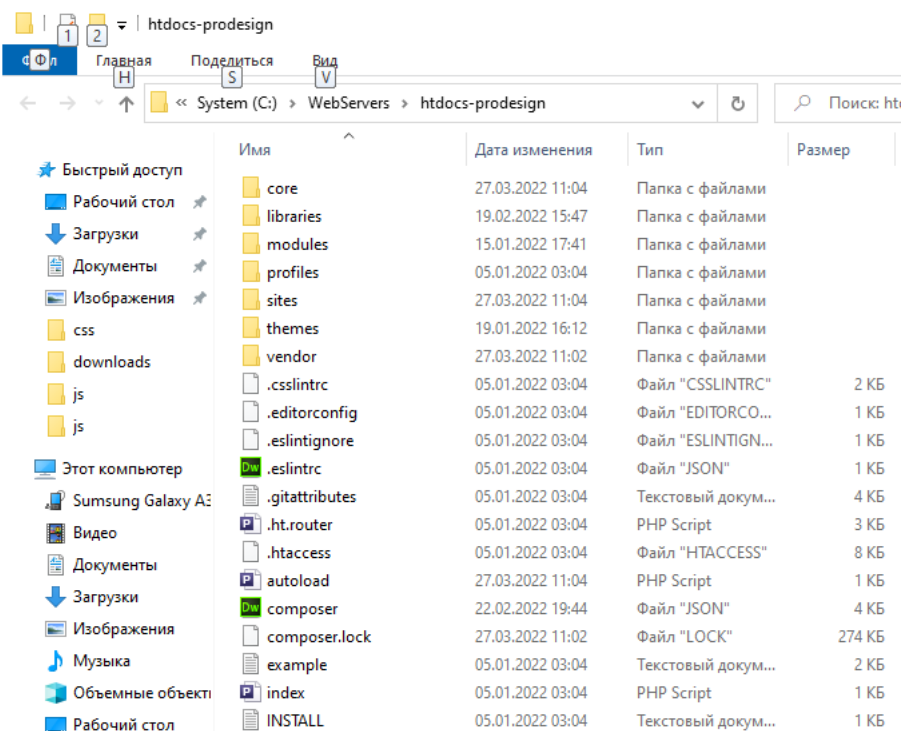 htdocs-prodesign
1
2
Ф
Главная
Поделиться
Вид
H
S
V
« System (C:) › WebServers › htdocs-prodesign
Поиск: ht
Имя
Дата изменения
Тип
Размер
Быстрый доступ
Рабочий стол
Загрузки
Документы
Изображения
css
downloads
js
js
Этот компьютер
Sumsung Galaxy A3
Видео
Документы
Загрузки
Изображения
Музыка
Объемные объект
Рабочий стол
core 27.03.2022 11:04 Папка с файлами
libraries 19.02.2022 15:47 Папка с файлами
modules 15.01.2022 17:41 Папка с файлами
profiles 05.01.2022 03:04 Папка с файлами
sites 27.03.2022 11:04 Папка с файлами
themes 19.01.2022 16:12 Папка с файлами
vendor 27.03.2022 11:02 Папка с файлами
.csslintrc 05.01.2022 03:04 Файл "CSSLINTRC" 2 КБ
.editorconfig 05.01.2022 03:04 Файл "EDITORCO... 1 КБ
.eslintignore 05.01.2022 03:04 Файл "ESLINTIGN... 1 КБ
Dw .eslintrc 05.01.2022 03:04 Файл "JSON" 1 КБ
.gitattributes 05.01.2022 03:04 Текстовый докум... 4 КБ
P .ht.router 05.01.2022 03:04 PHP Script 3 КБ
.htaccess 05.01.2022 03:04 Файл "HTACCESS" 8 КБ
P autoload 27.03.2022 11:04 PHP Script 1 КБ
Dw composer 22.02.2022 19:44 Файл "JSON" 4 КБ
composer.lock 27.03.2022 11:02 Файл "LOCK" 274 КБ
example 05.01.2022 03:04 Текстовый докум... 2 КБ
P index 05.01.2022 03:04 PHP Script 1 КБ
INSTALL 05.01.2022 03:04 Текстовый докум... 1 КБ